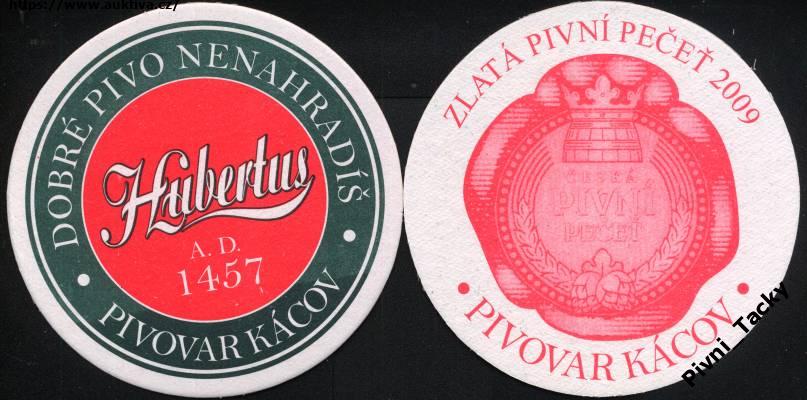 https://www.auktiva.cz/
DOBRÉ PIVO NENAHRADÍŠ
Hubertus
A. D.
1457
• PIVOVAR KÁCOV •
ZLATÁ PIVNÍ PEČEŤ 2009
ČESKÁ
PIVNÍ
PEČEŤ
• PIVOVAR KÁCOV •
Pivni_Tacky